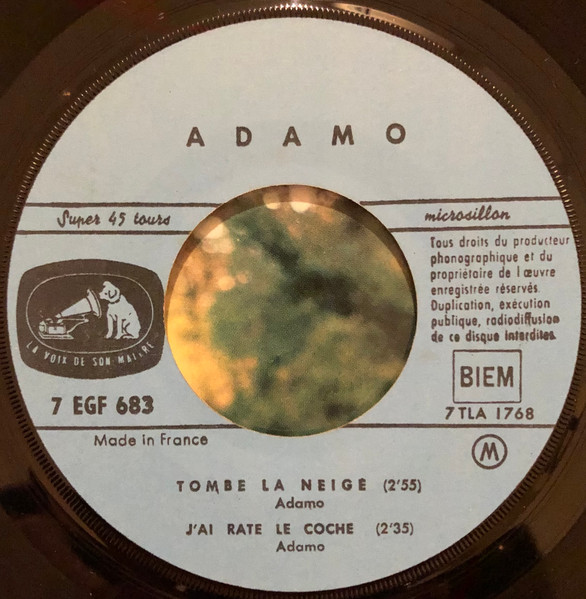 ADAMO
Super 45 tours
microsillon
Tous droits du producteur
phonographique et du
propriétaire de l œuvre
enregistrée réservés.
Duplication, exécution
publique, radiodiffusion
de ce disque interdites.
LA VOIX DE SON MAITRE
BIEM
7 EGF 683
7 TLA 1768
Made in France
M
TOMBE LA NEIGE (2'55)
Adamo
J'AI RATE LE COCHE (2'35)
Adamo